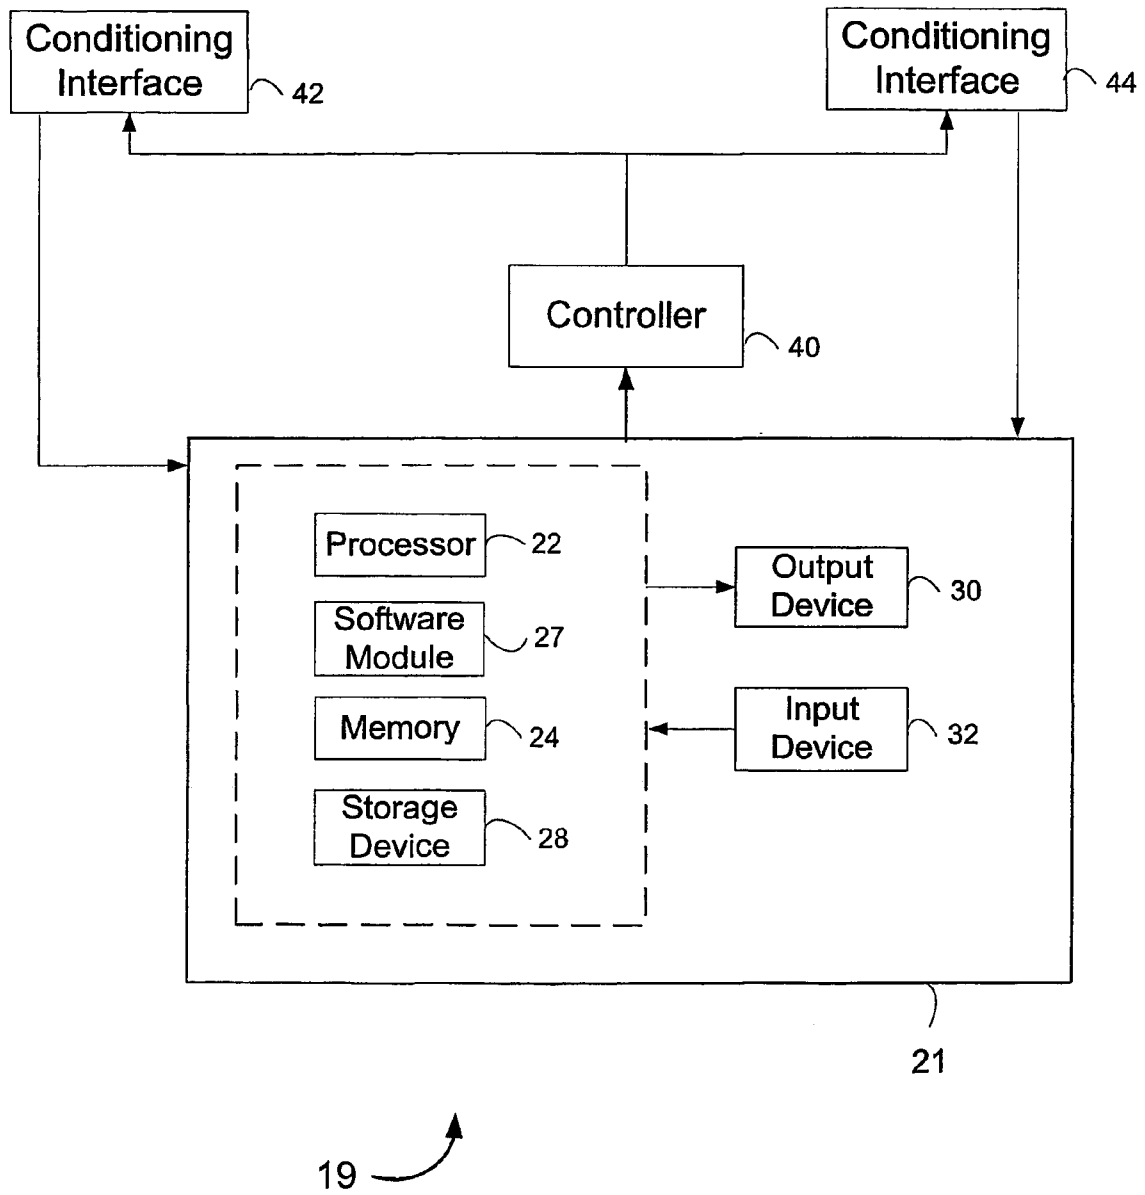 Conditioning
Interface
42
Conditioning
Interface
44
Controller
40
Processor
22
Software
Module
27
Memory
24
Storage
Device
28
Output
Device
30
Input
Device
32
21
19